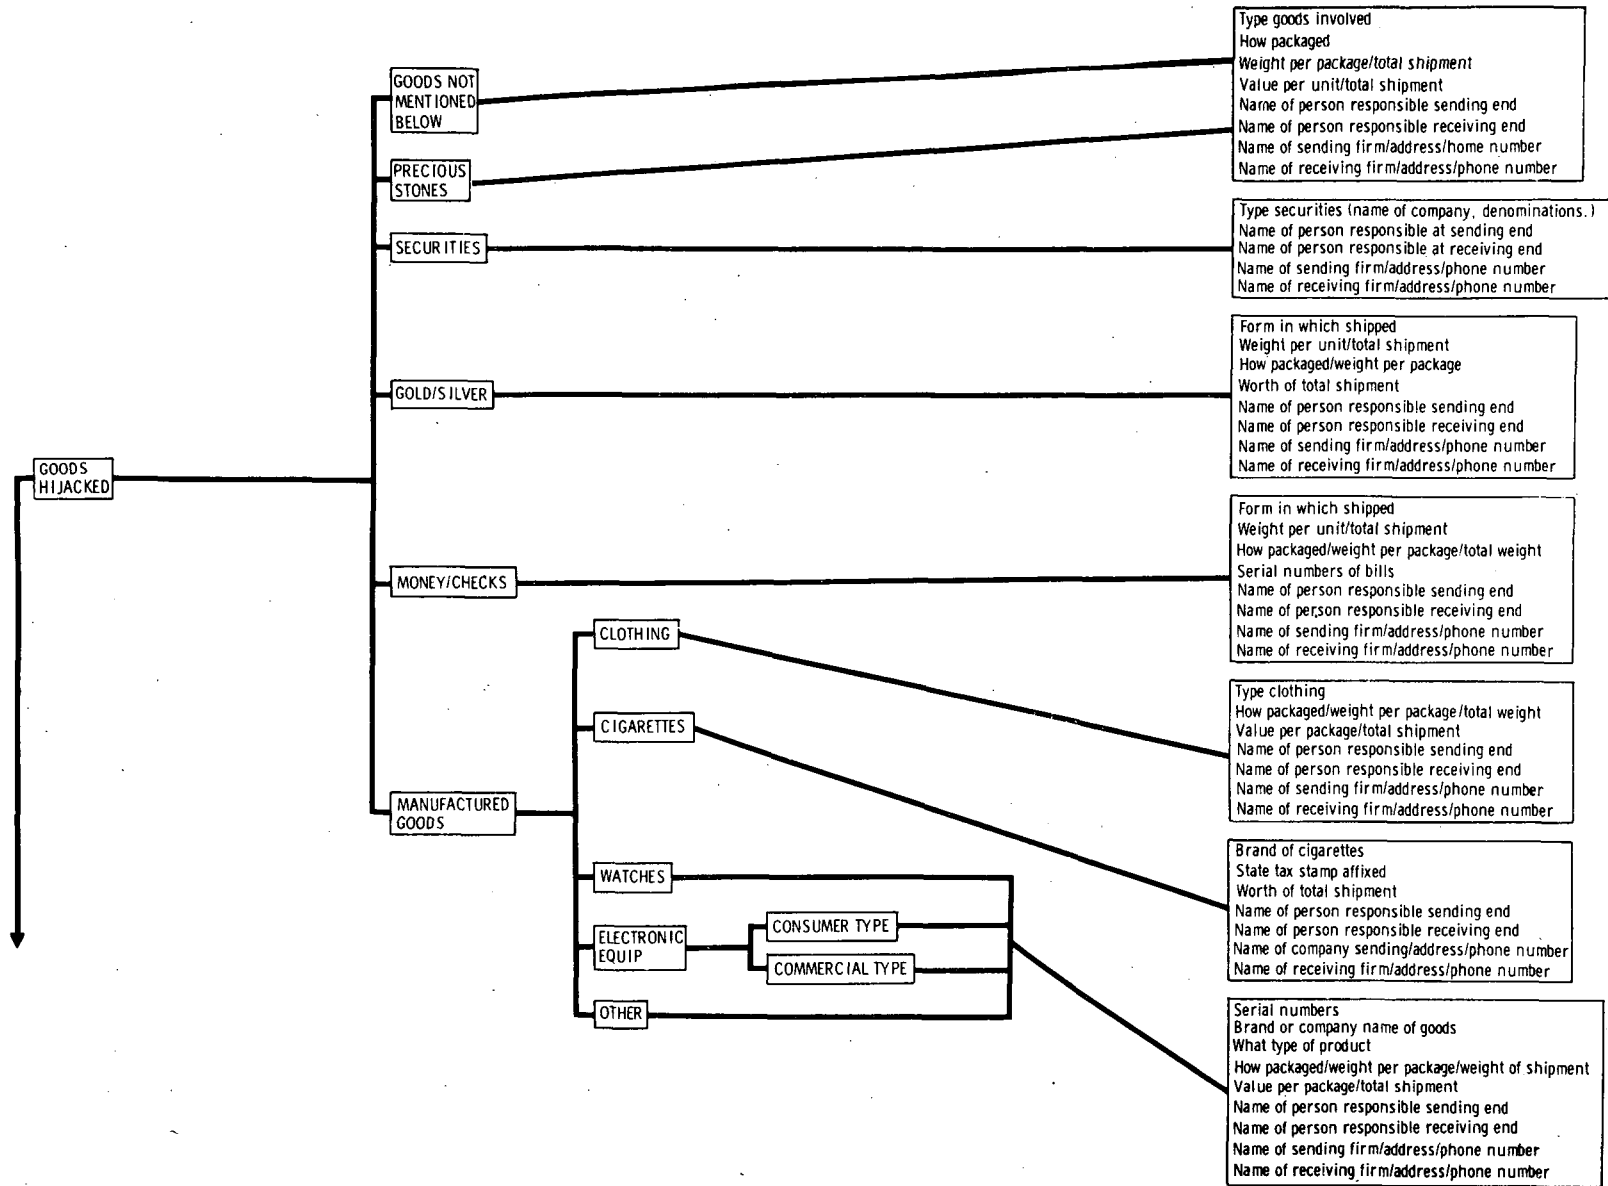 GOODS
HIJACKED
GOODS NOT
MENTIONED
BELOW
PRECIOUS
STONES
SECURITIES
GOLD/SILVER
MONEY/CHECKS
MANUFACTURED
GOODS
CLOTHING
CIGARETTES
WATCHES
ELECTRONIC
EQUIP
CONSUMER TYPE
COMMERCIAL TYPE
OTHER
Type goods involved
How packaged
Weight per package/total shipment
Value per unit/total shipment
Name of person responsible sending end
Name of person responsible receiving end
Name of sending firm/address/home number
Name of receiving firm/address/phone number
Type securities (name of company, denominations.)
Name of person responsible at sending end
Name of person responsible at receiving end
Name of sending firm/address/phone number
Name of receiving firm/address/phone number
Form in which shipped
Weight per unit/total shipment
How packaged/weight per package
Worth of total shipment
Name of person responsible sending end
Name of person responsible receiving end
Name of sending firm/address/phone number
Name of receiving firm/address/phone number
Form in which shipped
Weight per unit/total shipment
How packaged/weight per package/total weight
Serial numbers of bills
Name of person responsible sending end
Name of person responsible receiving end
Name of sending firm/address/phone number
Name of receiving firm/address/phone number
Type clothing
How packaged/weight per package/total weight
Value per package/total shipment
Name of person responsible sending end
Name of person responsible receiving end
Name of sending firm/address/phone number
Name of receiving firm/address/phone number
Brand of cigarettes
State tax stamp affixed
Worth of total shipment
Name of person responsible sending end
Name of person responsible receiving end
Name of company sending/address/phone number
Name of receiving firm/address/phone number
Serial numbers
Brand or company name of goods
What type of product
How packaged/weight per package/weight of shipment
Value per package/total shipment
Name of person responsible sending end
Name of person responsible receiving end
Name of sending firm/address/phone number
Name of receiving firm/address/phone number